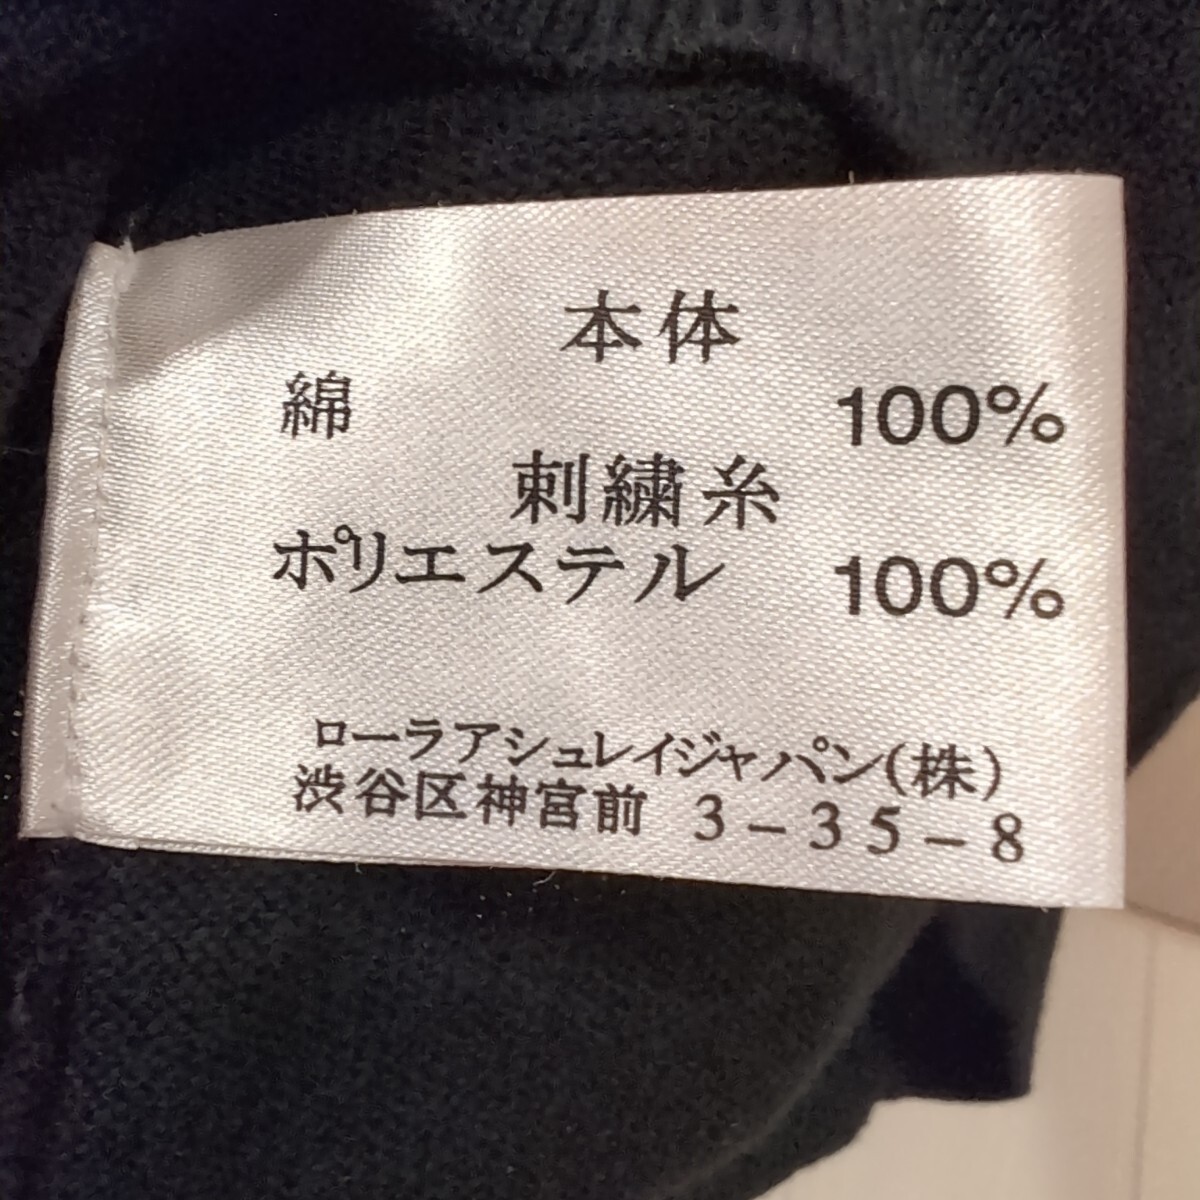 本体
綿 100%
刺繍糸
ポリエステル 100%
ローラアシュレイジャパン(株)
渋谷区神宮前 3-35-8